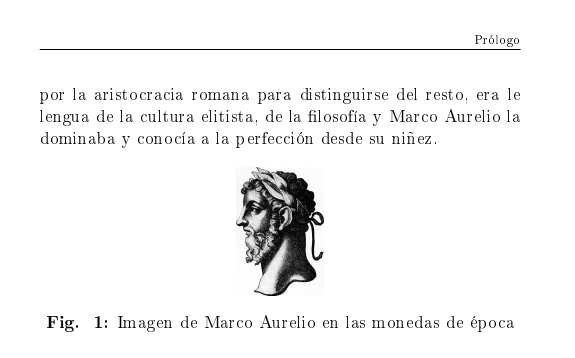 Prólogo
por la aristocracia romana para distinguirse del resto, era le
lengua de la cultura elitista, de la filosofía y Marco Aurelio la
dominaba y conocía a la perfección desde su niñez.
Fig. 1: Imagen de Marco Aurelio en las monedas de época